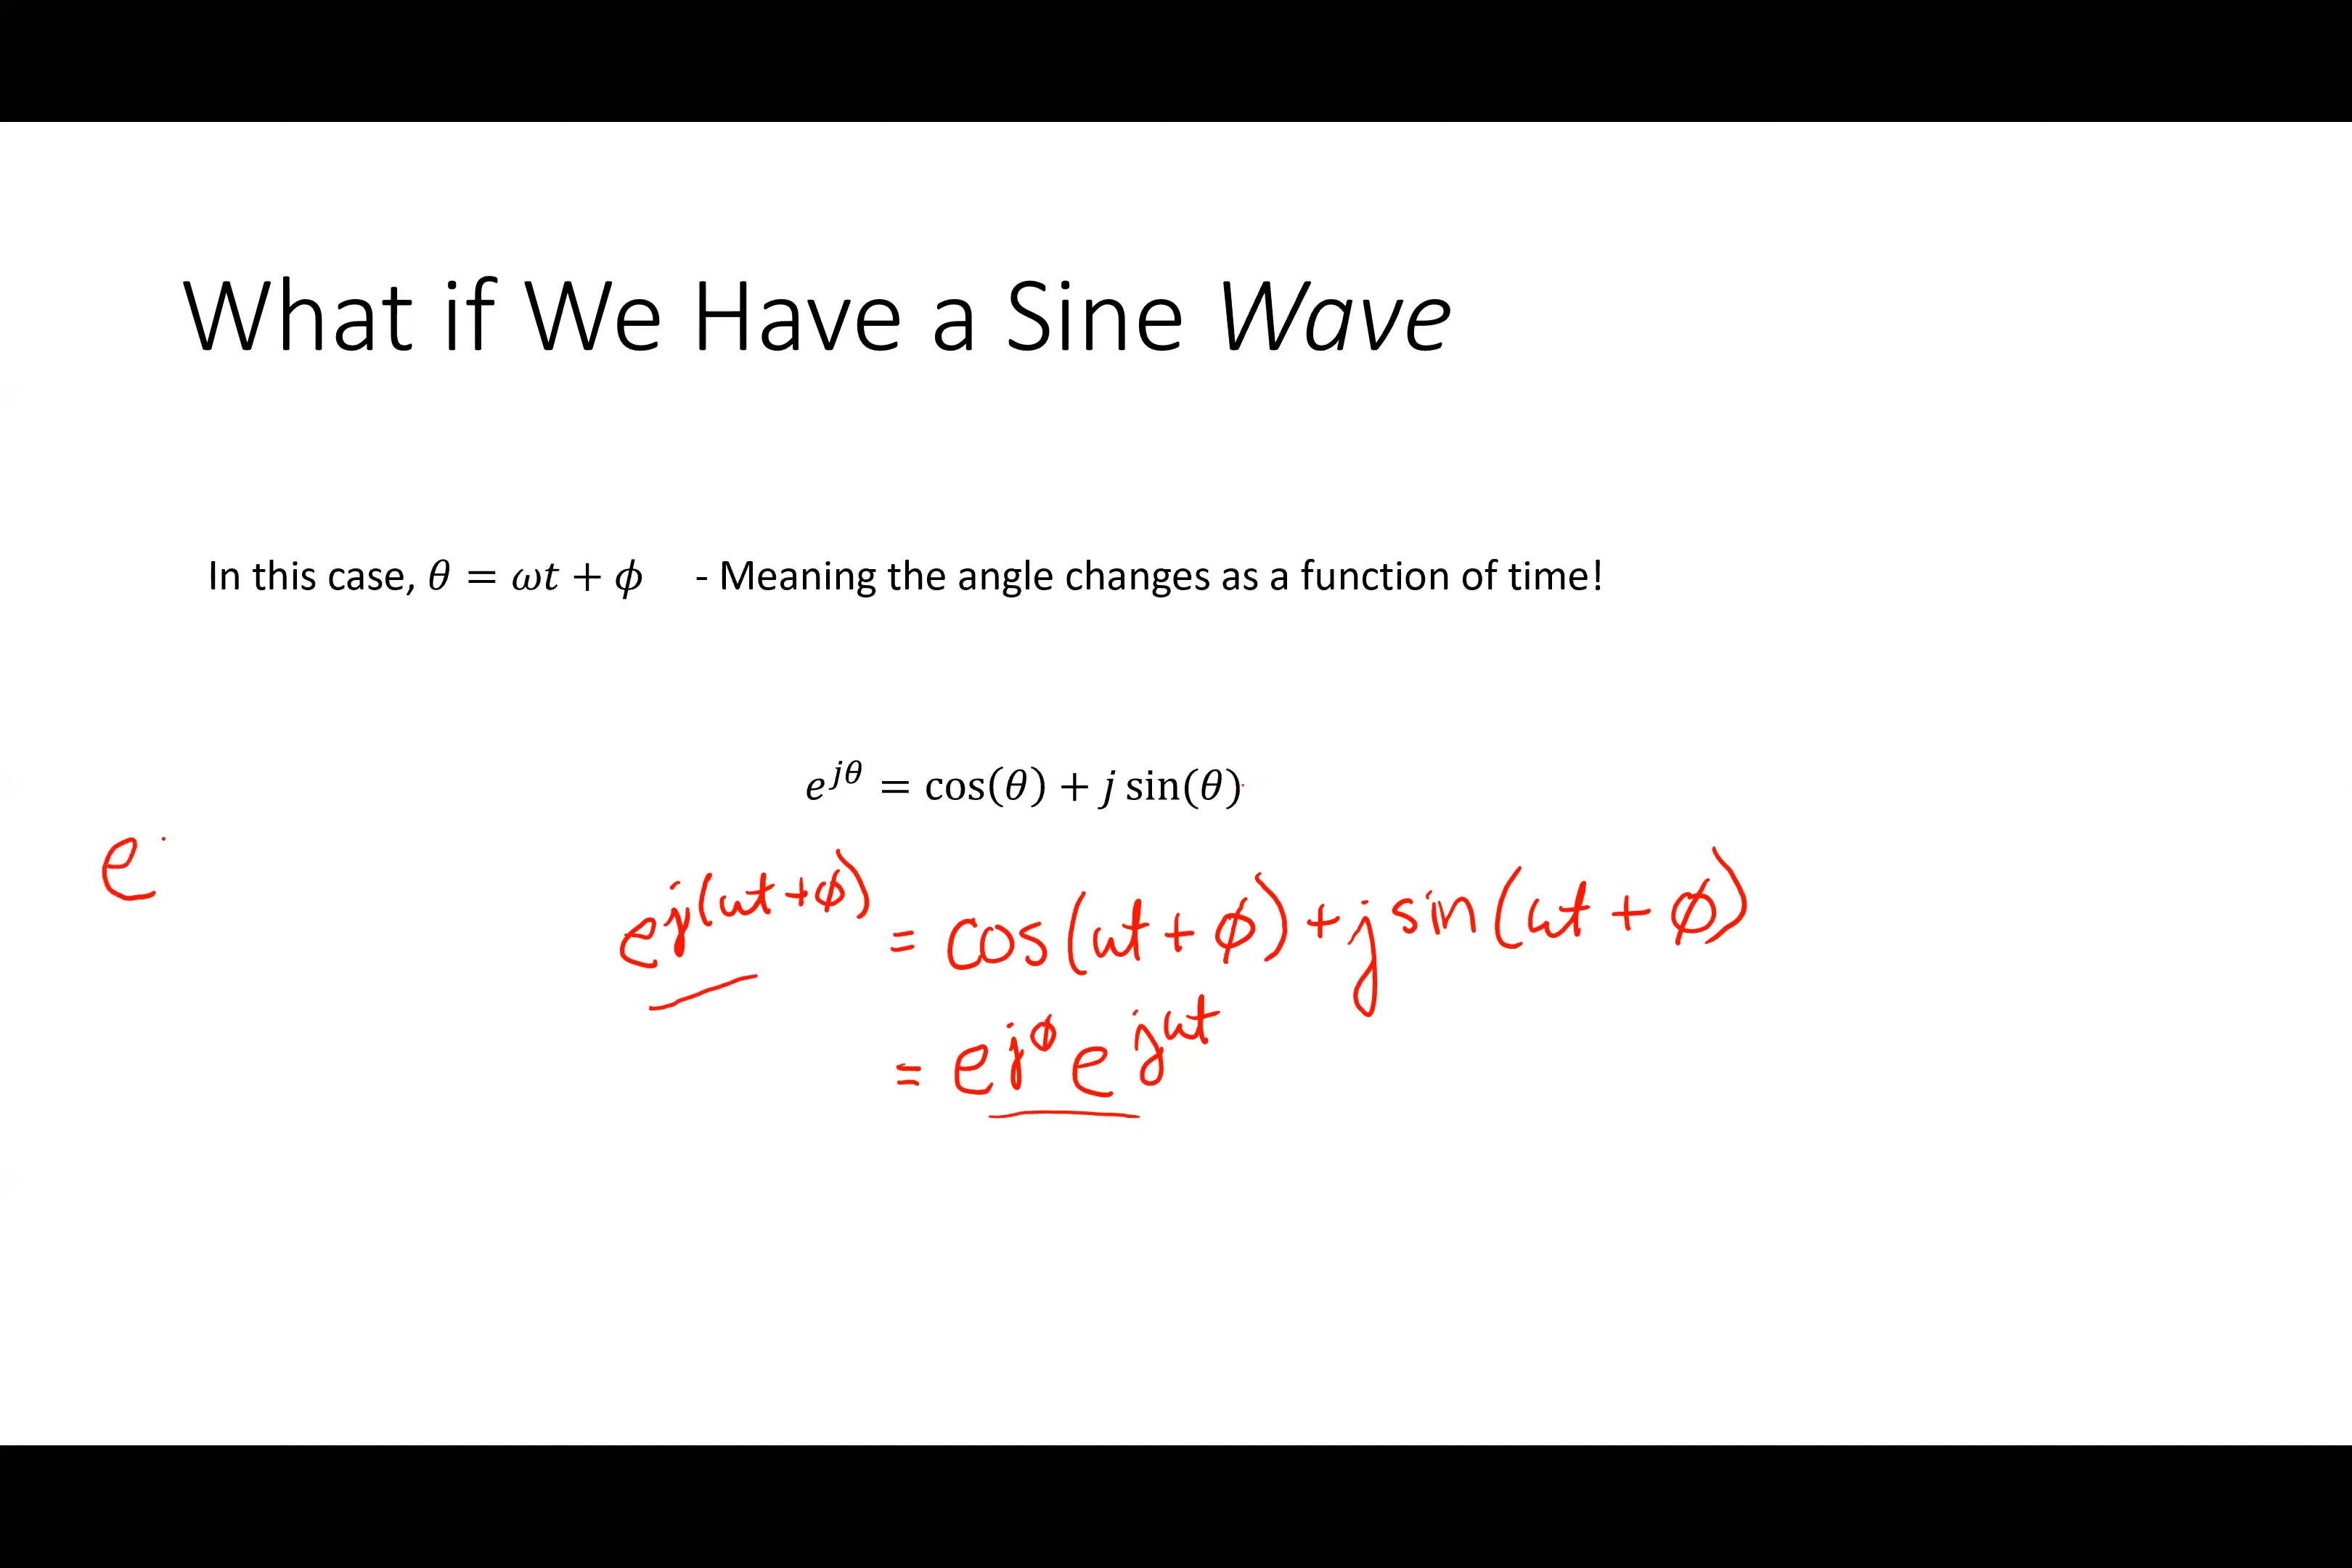 What if We Have a Sine Wave
In this case, θ = ωt + ϕ - Meaning the angle changes as a function of time!
e^{jθ} = cos(θ) + j sin(θ)
e
e^{j(ωt+ϕ)} = cos(ωt + ϕ) + j sin(ωt + ϕ)
= e^{jϕ} e^{jωt}